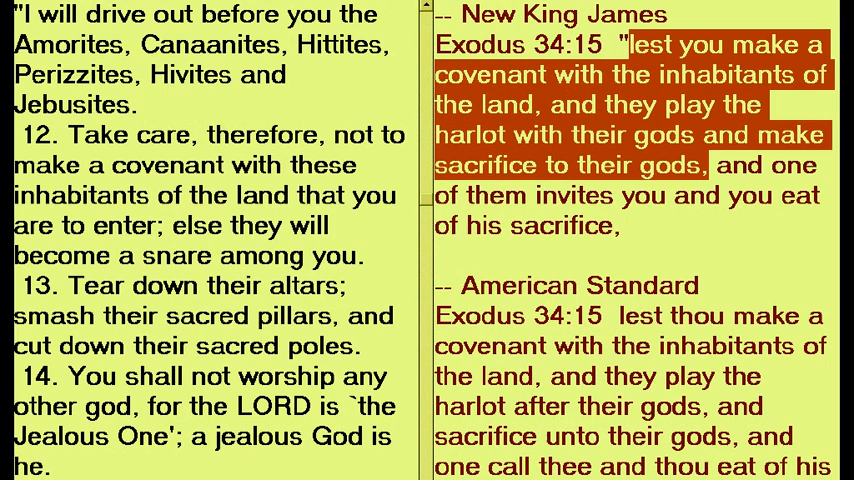 "I will drive out before you the
Amorites, Canaanites, Hittites,
Perizzites, Hivites and
Jebusites.
12. Take care, therefore, not to
make a covenant with these
inhabitants of the land that you
are to enter; else they will
become a snare among you.
13. Tear down their altars;
smash their sacred pillars, and
cut down their sacred poles.
14. You shall not worship any
other god, for the LORD is `the
Jealous One'; a jealous God is
he.
-- New King James
Exodus 34:15 "lest you make a
covenant with the inhabitants of
the land, and they play the
harlot with their gods and make
sacrifice to their gods, and one
of them invites you and you eat
of his sacrifice,
-- American Standard
Exodus 34:15 lest thou make a
covenant with the inhabitants of
the land, and they play the
harlot after their gods, and
sacrifice unto their gods, and
one call thee and thou eat of his